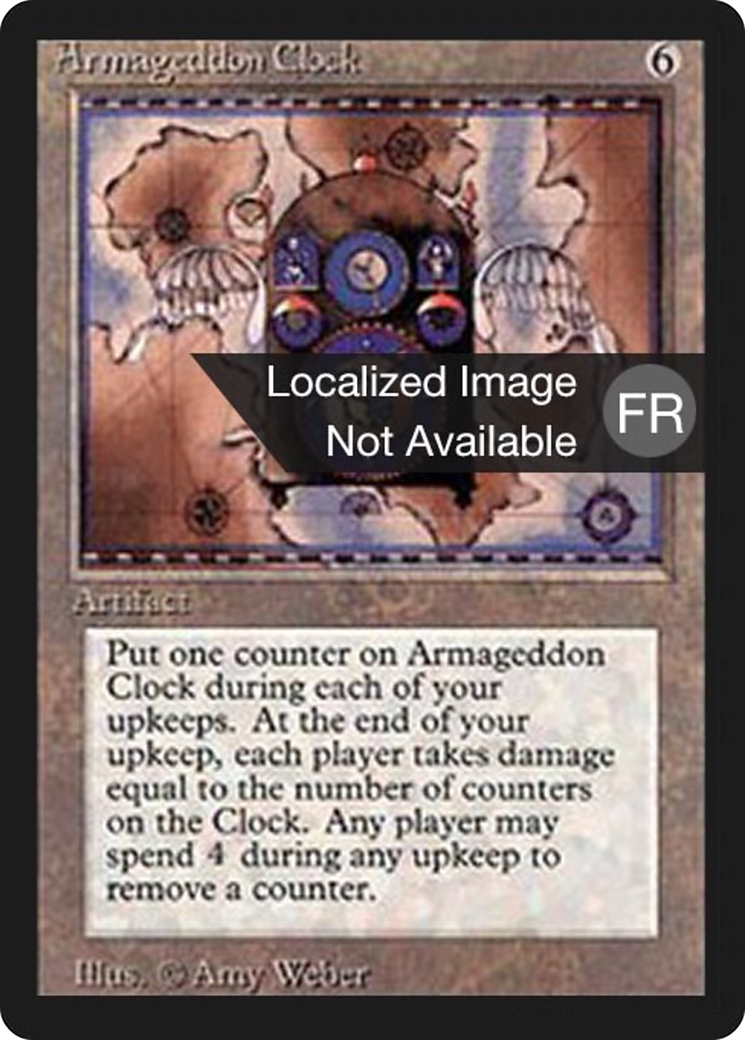 Armageddon Clock 6
Localized Image
Not Available
FR
Artifact
Put one counter on Armageddon
Clock during each of your
upkeeps. At the end of your
upkeep, each player takes damage
equal to the number of counters
on the Clock. Any player may
spend 4 during any upkeep to
remove a counter.
Illus. © Amy Weber